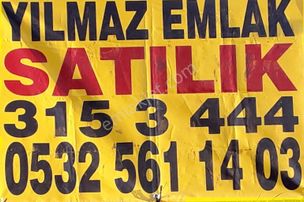 YILMAZ EMLAK
SATILIK
315 3 444
0532 561 14 03